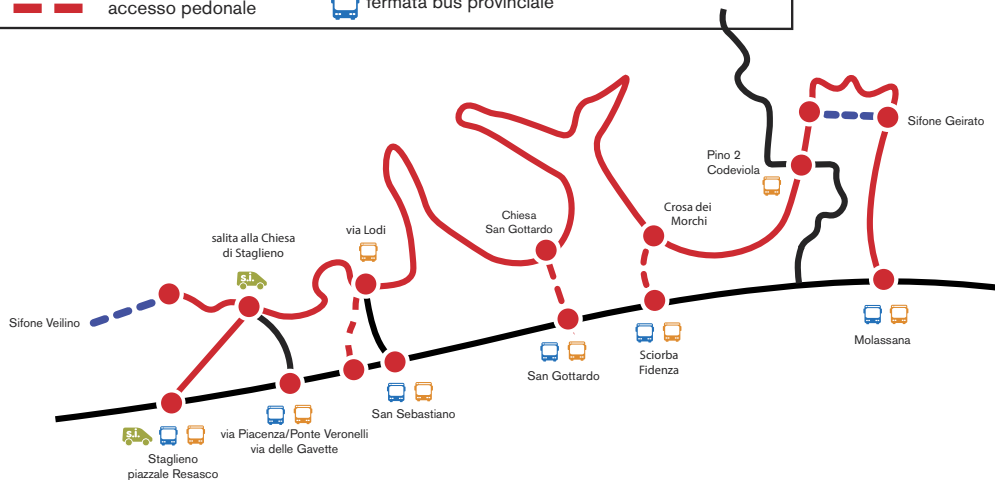 accesso pedonale
fermata bus provinciale
Sifone Geirato
Pino 2
Codeviola
Crosa dei
Morchi
Chiesa
San Gottardo
via Lodi
salita alla Chiesa
di Staglieno
s.i.
Sifone Veilino
Molassana
Sciorba
Fidenza
San Gottardo
San Sebastiano
via Piacenza/Ponte Veronelli
via delle Gavette
s.i.
Staglieno
piazzale Resasco